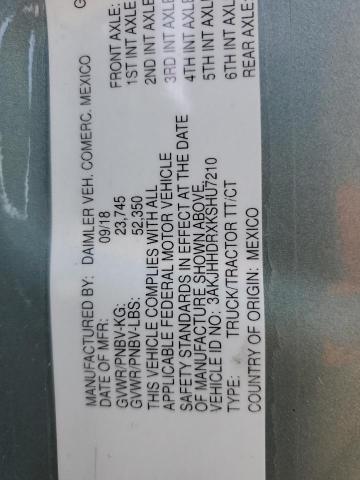 MANUFACTURED BY: DAIMLER VEH. COMERC. MEXICO
DATE OF MFR: 09/18
GVWR/PNBV-KG: 23,745
GVWR/PNBV-LBS: 52,350
THIS VEHICLE COMPLIES WITH ALL
APPLICABLE FEDERAL MOTOR VEHICLE
SAFETY STANDARDS IN EFFECT AT THE DATE
OF MANUFACTURE SHOWN ABOVE
VEHICLE ID NO: 3AKJHHDRXKSHU7210
TYPE: TRUCK/TRACTOR TT/CT
COUNTRY OF ORIGIN: MEXICO
G
FRONT AXLE:
1ST INT AXLE:
2ND INT AXLE
3RD INT AXLE
4TH INT AXLE
5TH INT AXLE
6TH INT AXLE
REAR AXLE: